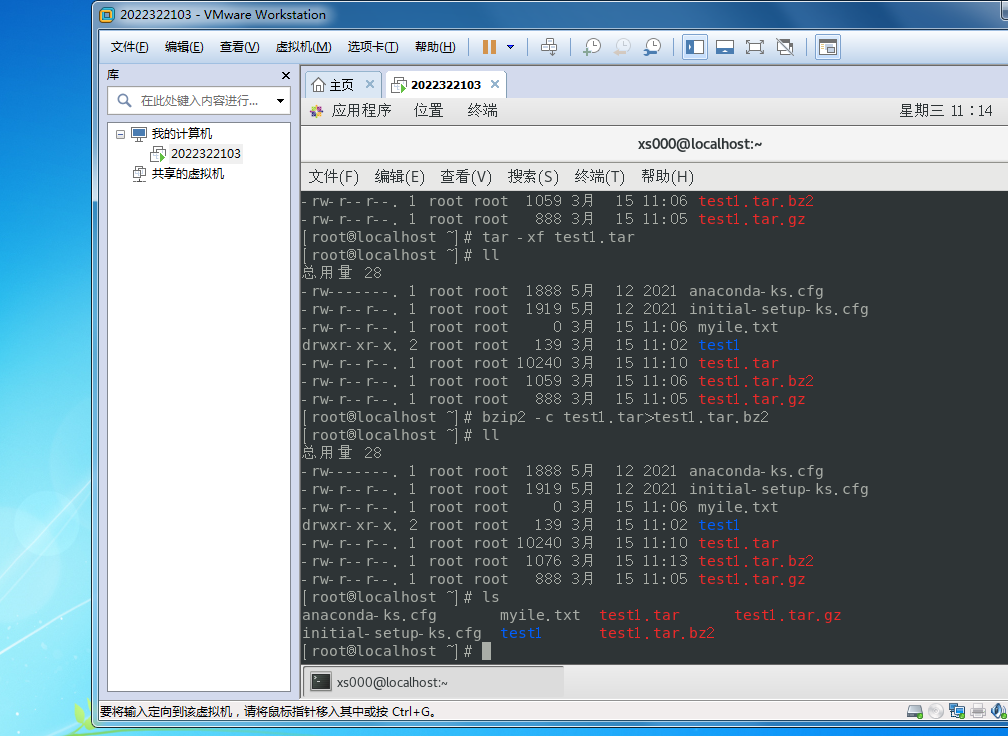 2022322103 - VMware Workstation
文件(F) 编辑(E) 查看(V) 虚拟机(M) 选项卡(T) 帮助(H)
库
在此处键入内容进行...
我的计算机
2022322103
共享的虚拟机
主页 2022322103
应用程序 位置 终端 星期三 11：14
xs000@localhost:~
文件(F) 编辑(E) 查看(V) 搜索(S) 终端(T) 帮助(H)
-rw-r--r--. 1 root root 1059 3月 15 11:06 test1.tar.bz2
-rw-r--r--. 1 root root 888 3月 15 11:05 test1.tar.gz
[root@localhost ~]# tar -xf test1.tar
[root@localhost ~]# ll
总用量 28
-rw-------. 1 root root 1888 5月 12 2021 anaconda-ks.cfg
-rw-r--r--. 1 root root 1919 5月 12 2021 initial-setup-ks.cfg
-rw-r--r--. 1 root root 0 3月 15 11:06 myile.txt
drwxr-xr-x. 2 root root 139 3月 15 11:02 test1
-rw-r--r--. 1 root root 10240 3月 15 11:10 test1.tar
-rw-r--r--. 1 root root 1059 3月 15 11:06 test1.tar.bz2
-rw-r--r--. 1 root root 888 3月 15 11:05 test1.tar.gz
[root@localhost ~]# bzip2 -c test1.tar>test1.tar.bz2
[root@localhost ~]# ll
总用量 28
-rw-------. 1 root root 1888 5月 12 2021 anaconda-ks.cfg
-rw-r--r--. 1 root root 1919 5月 12 2021 initial-setup-ks.cfg
-rw-r--r--. 1 root root 0 3月 15 11:06 myile.txt
drwxr-xr-x. 2 root root 139 3月 15 11:02 test1
-rw-r--r--. 1 root root 10240 3月 15 11:10 test1.tar
-rw-r--r--. 1 root root 1076 3月 15 11:13 test1.tar.bz2
-rw-r--r--. 1 root root 888 3月 15 11:05 test1.tar.gz
[root@localhost ~]# ls
anaconda-ks.cfg myile.txt test1.tar test1.tar.gz
initial-setup-ks.cfg test1 test1.tar.bz2
[root@localhost ~]#
xs000@localhost:~
要将输入定向到该虚拟机，请将鼠标指针移入其中或按 Ctrl+G。